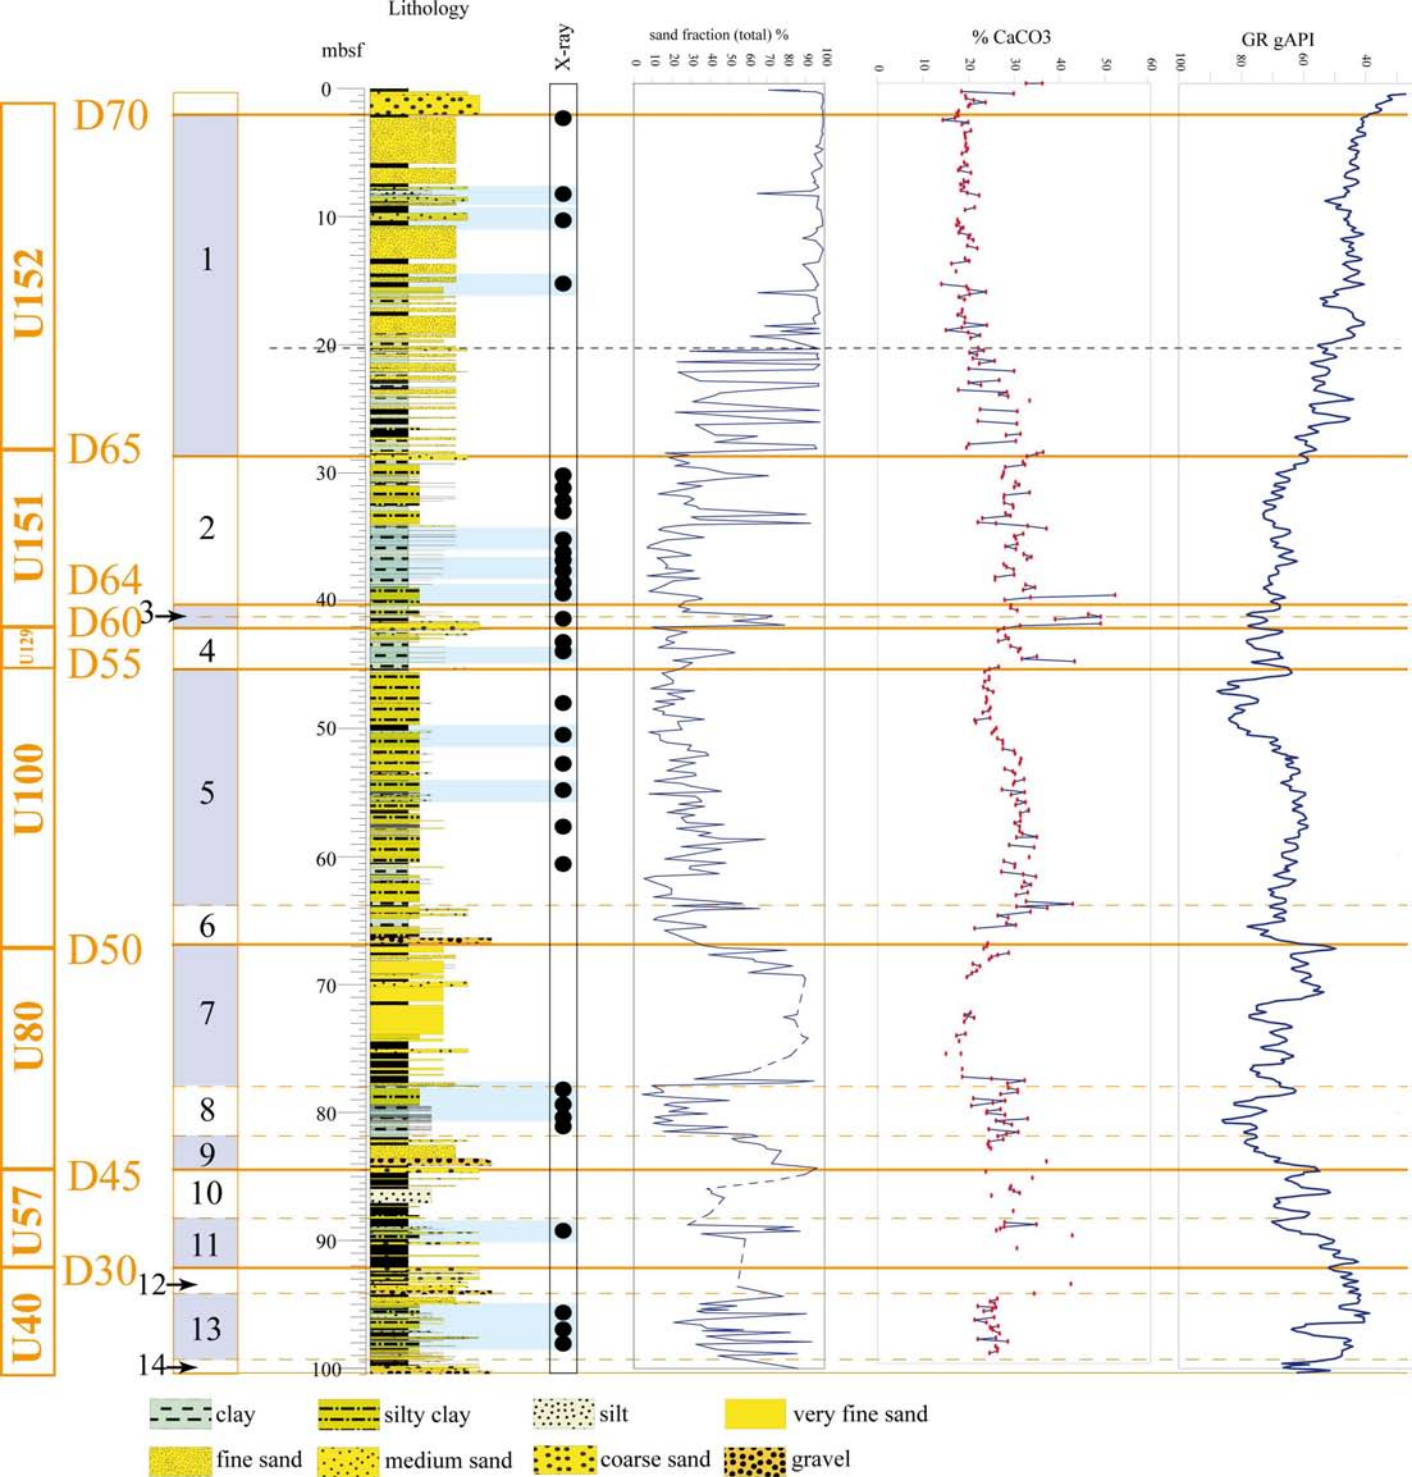 Lithology
mbsf
X-ray
sand fraction (total) %
% CaCO3
GR gAPI
0 10 20 30 40 50 60 70 80 90 100
0 10 20 30 40 50 60
100 80 60 40
0
10
20
30
40
50
60
70
80
90
100
D70
D65
D64
D60
D55
D50
D45
D30
U152
U151
U129
U100
U80
U57
U40
1
2
3
4
5
6
7
8
9
10
11
12
13
14
clay
silty clay
silt
very fine sand
fine sand
medium sand
coarse sand
gravel